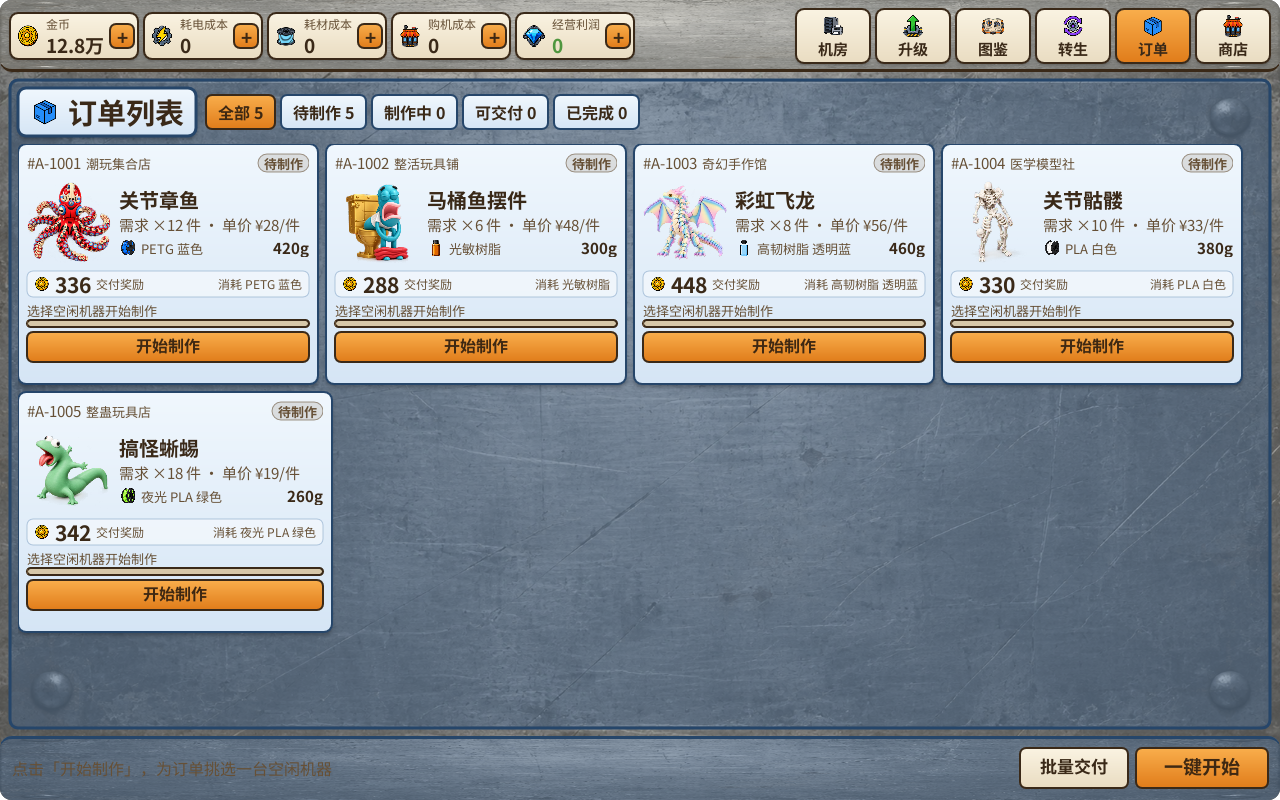 金币
12.8万
耗电成本
0
耗材成本
0
购机成本
0
经营利润
0
机房
升级
图鉴
转生
订单
商店
订单列表
全部 5
待制作 5
制作中 0
可交付 0
已完成 0
#A-1001 潮玩集合店
待制作
关节章鱼
需求 ×12 件 · 单价 ¥28/件
PETG 蓝色
420g
336 交付奖励
消耗 PETG 蓝色
选择空闲机器开始制作
开始制作
#A-1002 整活玩具铺
待制作
马桶鱼摆件
需求 ×6 件 · 单价 ¥48/件
光敏树脂
300g
288 交付奖励
消耗 光敏树脂
选择空闲机器开始制作
开始制作
#A-1003 奇幻手作馆
待制作
彩虹飞龙
需求 ×8 件 · 单价 ¥56/件
高韧树脂 透明蓝
460g
448 交付奖励
消耗 高韧树脂 透明蓝
选择空闲机器开始制作
开始制作
#A-1004 医学模型社
待制作
关节骷髅
需求 ×10 件 · 单价 ¥33/件
PLA 白色
380g
330 交付奖励
消耗 PLA 白色
选择空闲机器开始制作
开始制作
#A-1005 整蛊玩具店
待制作
搞怪蜥蜴
需求 ×18 件 · 单价 ¥19/件
夜光 PLA 绿色
260g
342 交付奖励
消耗 夜光 PLA 绿色
选择空闲机器开始制作
开始制作
点击「开始制作」，为订单挑选一台空闲机器
批量交付
一键开始